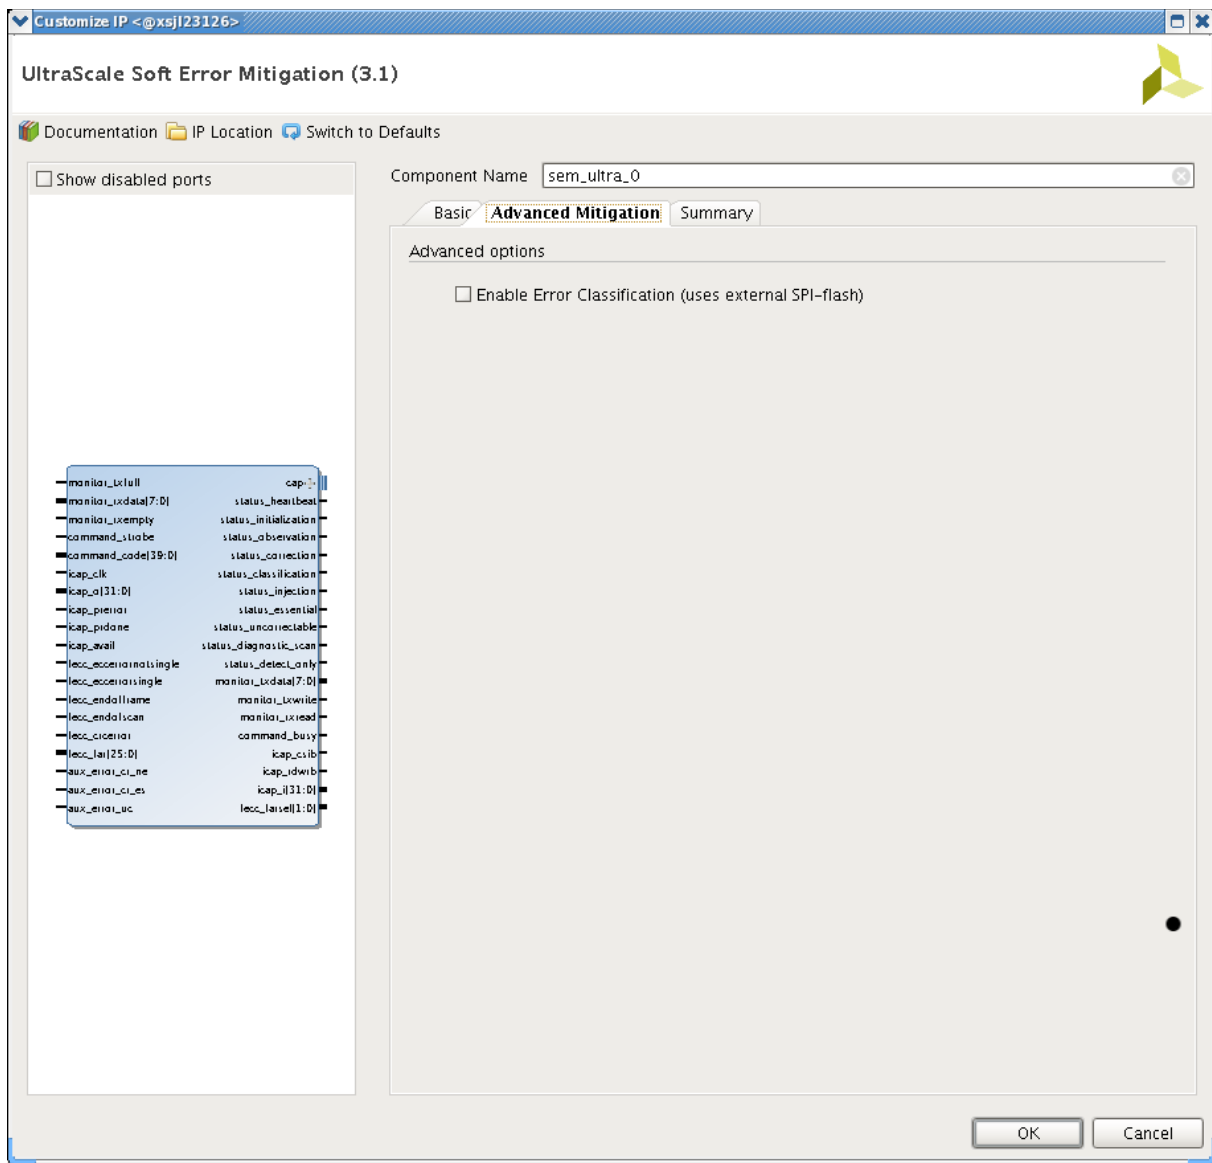 Customize IP <@xsjl23126>
UltraScale Soft Error Mitigation (3.1)
Documentation IP Location Switch to Defaults
Show disabled ports
Component Name sem_ultra_0
Basic Advanced Mitigation Summary
Advanced options
Enable Error Classification (uses external SPI-flash)
monitor_txfull
monitor_rxdata[7:0] status_heartbeat
monitor_rxempty status_initialization
command_strobe status_observation
command_code[39:0] status_correction
icap_clk status_classification
icap_o[31:0] status_injection
icap_prerror status_essential
icap_prdone status_uncorrectable
icap_avail status_diagnostic_scan
fecc_eccerrornotsingle status_detect_only
fecc_eccerrorsingle monitor_txdata[7:0]
fecc_endofframe monitor_txwrite
fecc_endofscan monitor_rxread
fecc_crcerror command_busy
fecc_far[25:0] icap_csib
aux_error_cr_ne icap_rdwrb
aux_error_cr_es icap_i[31:0]
aux_error_uc fecc_farsel[1:0]
OK Cancel